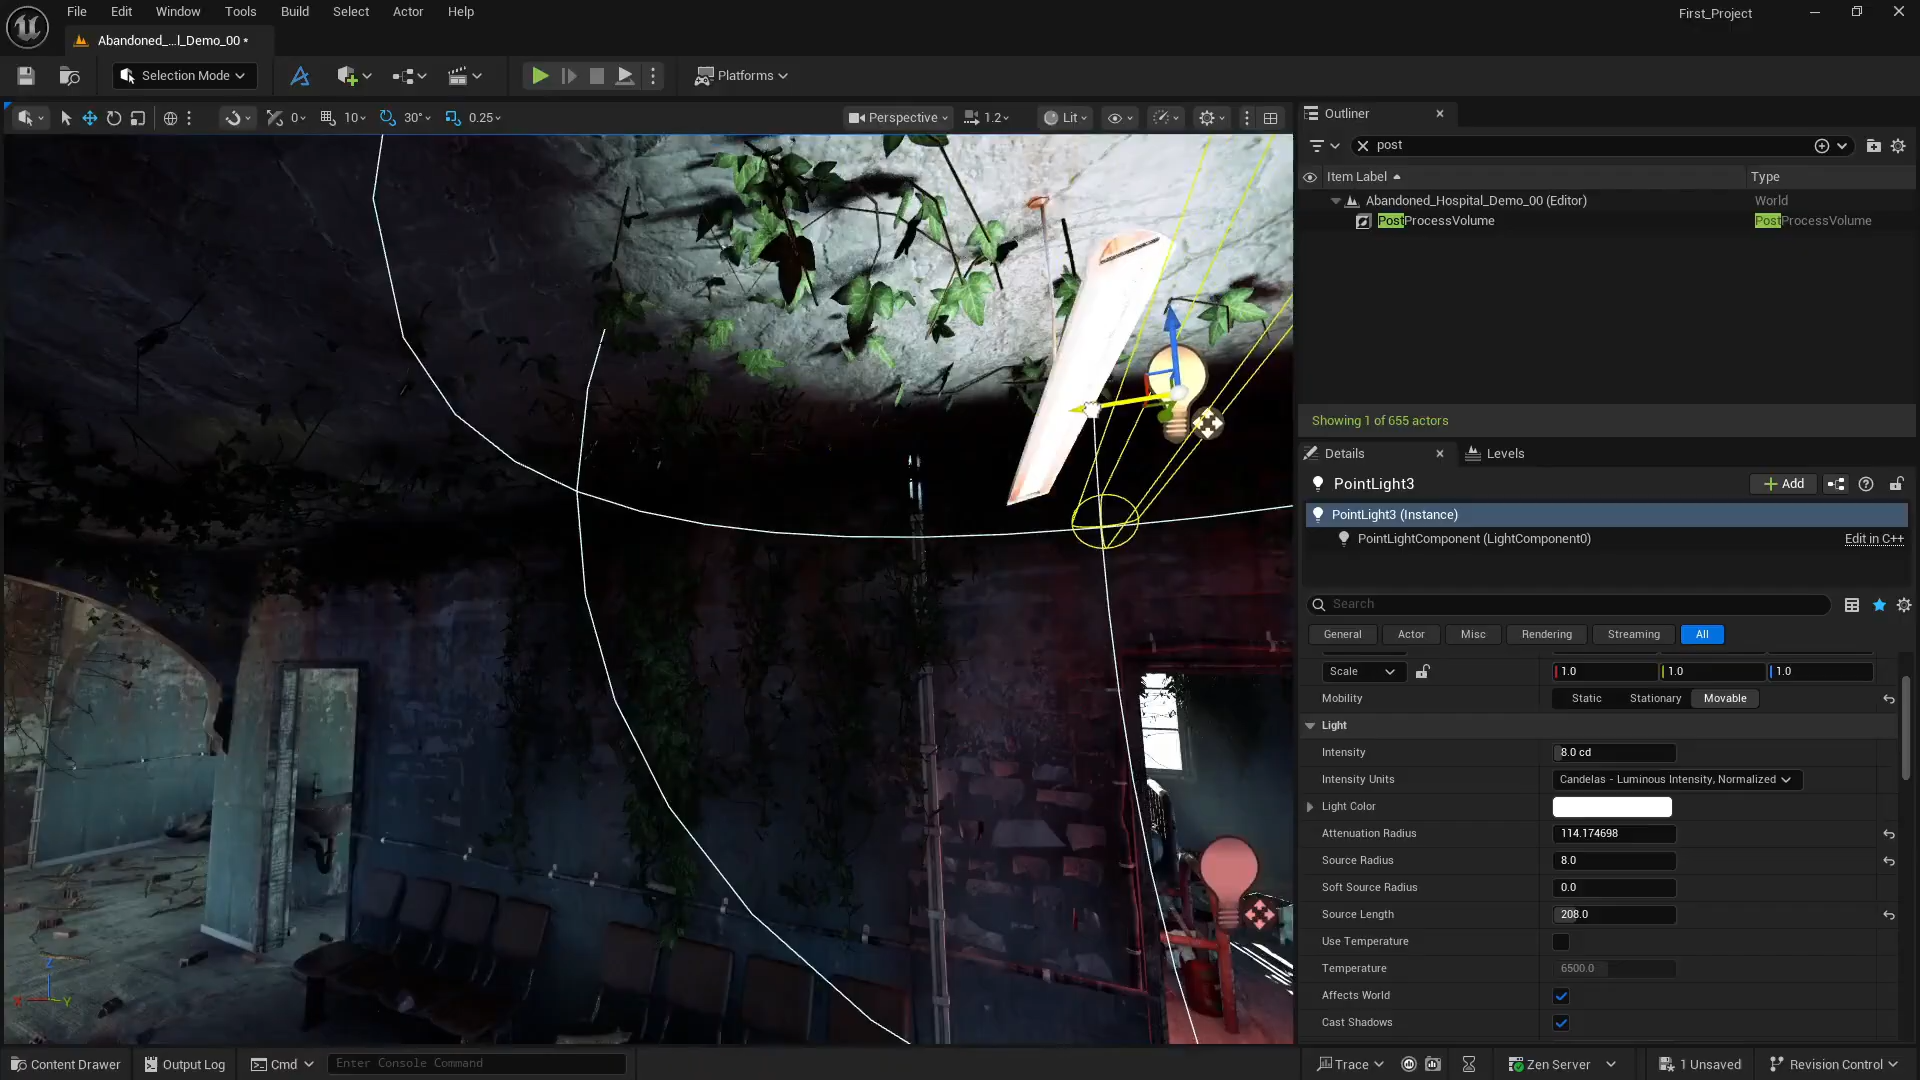 File Edit Window Tools Build Select Actor Help
First_Project
Abandoned_...l_Demo_00 *
Selection Mode
Platforms
0 10 30° 0.25
Perspective 1.2 Lit
Outliner
post
Item Label Type
Abandoned_Hospital_Demo_00 (Editor) World
PostProcessVolume PostProcessVolume
Showing 1 of 655 actors
Details Levels
PointLight3 Add
PointLight3 (Instance)
PointLightComponent (LightComponent0) Edit in C++
Search
General Actor Misc Rendering Streaming All
Scale 1.0 1.0 1.0
Mobility Static Stationary Movable
Light
Intensity 8.0 cd
Intensity Units Candelas - Luminous Intensity, Normalized
Light Color
Attenuation Radius 114.174698
Source Radius 8.0
Soft Source Radius 0.0
Source Length 208.0
Use Temperature
Temperature 6500.0
Affects World
Cast Shadows
Z
X Y
Content Drawer Output Log Cmd Enter Console Command
Trace Zen Server 1 Unsaved Revision Control